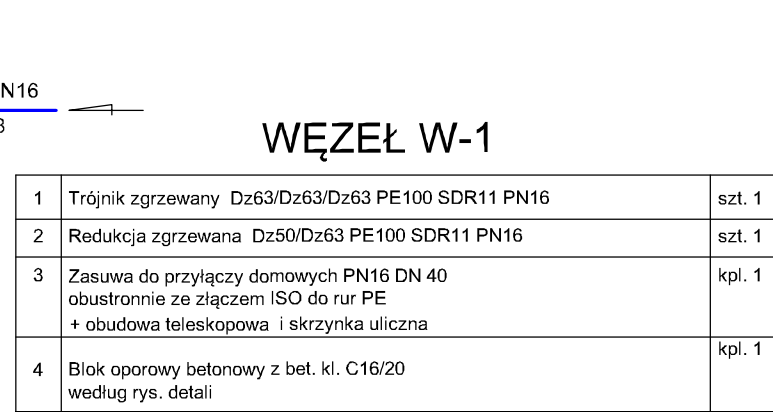 N16
WĘZEŁ W-1
1 Trójnik zgrzewany Dz63/Dz63/Dz63 PE100 SDR11 PN16 szt. 1
2 Redukcja zgrzewana Dz50/Dz63 PE100 SDR11 PN16 szt. 1
3 Zasuwa do przyłączy domowych PN16 DN 40 kpl. 1
obustronnie ze złączem ISO do rur PE
+ obudowa teleskopowa i skrzynka uliczna
kpl. 1
4 Blok oporowy betonowy z bet. kl. C16/20
według rys. detali